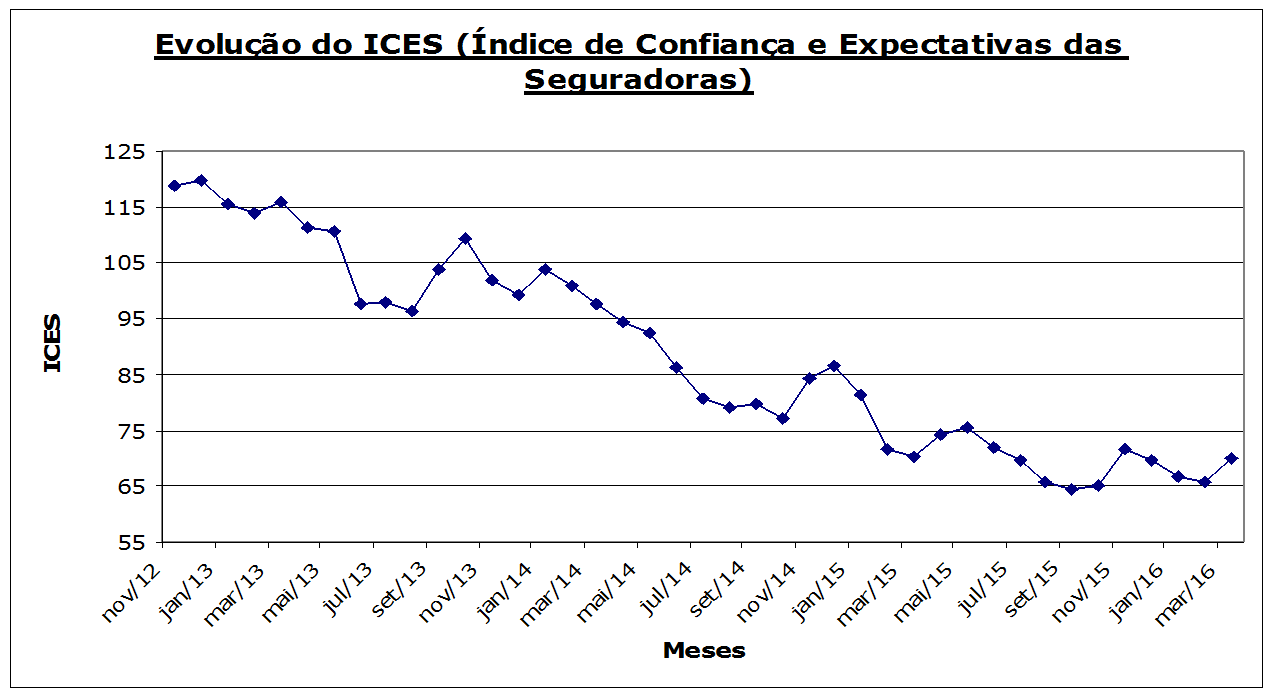 Evolução do ICES (Índice de Confiança e Expectativas das
Seguradoras)
125
115
105
95
85
75
65
55
ICES
nov/12
jan/13
mar/13
mai/13
jul/13
set/13
nov/13
jan/14
mar/14
mai/14
jul/14
set/14
nov/14
jan/15
mar/15
mai/15
jul/15
set/15
nov/15
jan/16
mar/16
Meses